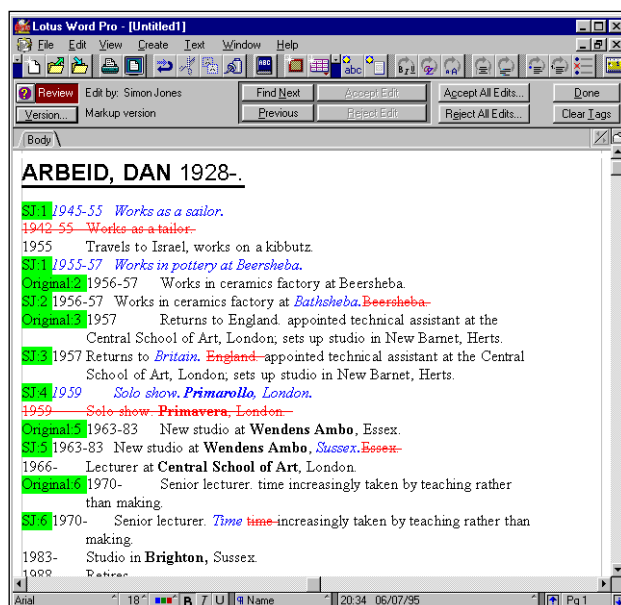 Lotus Word Pro - [Untitled1]
File Edit View Create Text Window Help
abc
? Review Edit by: Simon Jones Find Next Accept Edit Accept All Edits... Done
Version... Markup version Previous Reject Edit Reject All Edits... Clear Tags
Body
ARBEID, DAN 1928-.
SJ:1 1945-55 Works as a sailor.
1942-55 Works as a tailor.
1955 Travels to Israel, works on a kibbutz.
SJ:1 1955-57 Works in pottery at Beersheba.
Original:2 1956-57 Works in ceramics factory at Beersheba.
SJ:2 1956-57 Works in ceramics factory at Bathsheba.Beersheba.
Original:3 1957 Returns to England. appointed technical assistant at the
Central School of Art, London; sets up studio in New Barnet, Herts.
SJ:3 1957 Returns to Britain. England. appointed technical assistant at the Central
School of Art, London; sets up studio in New Barnet, Herts.
SJ:4 1959 Solo show. Primarollo, London.
1959 Solo show. Primavera, London.
Original:5 1963-83 New studio at Wendens Ambo, Essex.
SJ:5 1963-83 New studio at Wendens Ambo, Sussex.Essex.
1966- Lecturer at Central School of Art, London.
Original:6 1970- Senior lecturer. time increasingly taken by teaching rather
than making.
SJ:6 1970- Senior lecturer. Time time increasingly taken by teaching rather than
making.
1983- Studio in Brighton, Sussex.
1988 Retires
Arial 18 B I U Name 20:34 06/07/95 Pg 1